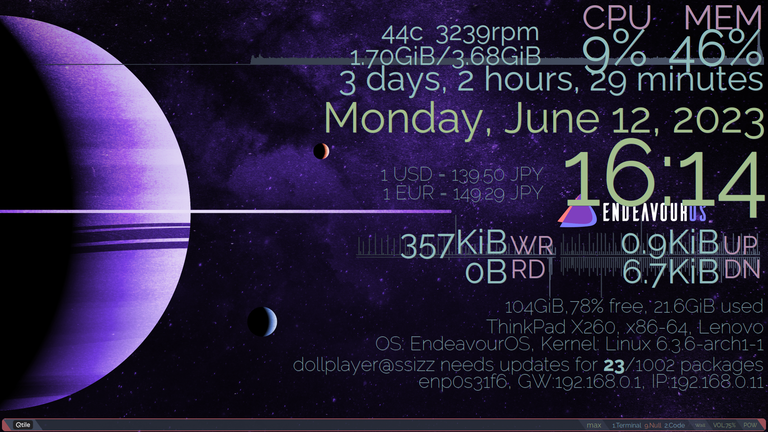 CPU MEM
44c 3239rpm
9% 46%
1.70GiB/3.68GiB
3 days, 2 hours, 29 minutes
Monday, June 12, 2023
16:14
1 USD - 139.50 JPY
1 EUR - 149.29 JPY
ENDEAVOUROS
357KiB WR 0.9KiB UP
0B RD 6.7KiB DN
104GiB, 78% free, 21.6GiB used
ThinkPad X260, x86-64, Lenovo
OS: EndeavourOS, Kernel: Linux 6.3.6-arch1-1
dollplayer@ssizz needs updates for 23/1002 packages
enp0s31f6, GW:192.168.0.1, IP:192.168.0.11
Qtile max 1.Terminal 9.Null 2.Code VOL:75% POW